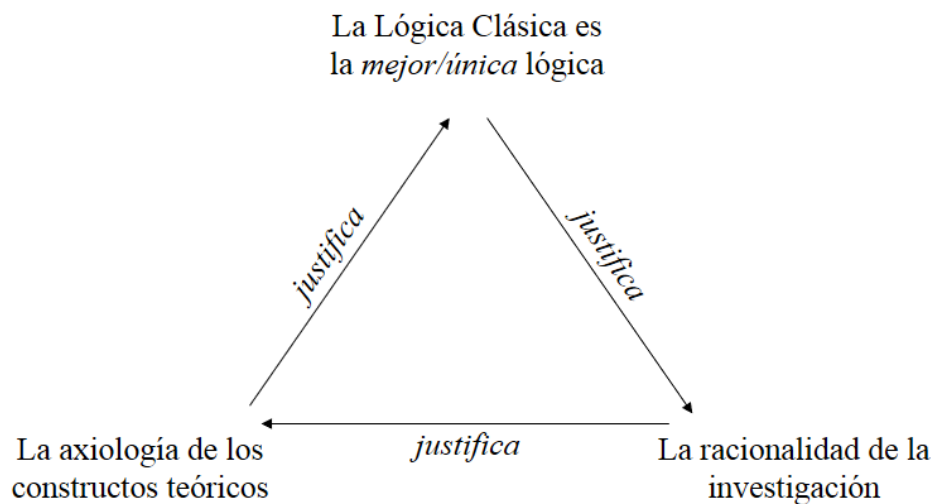 La Lógica Clásica es
la mejor/única lógica
justifica
justifica
La axiología de los
constructos teóricos
justifica
La racionalidad de la
investigación